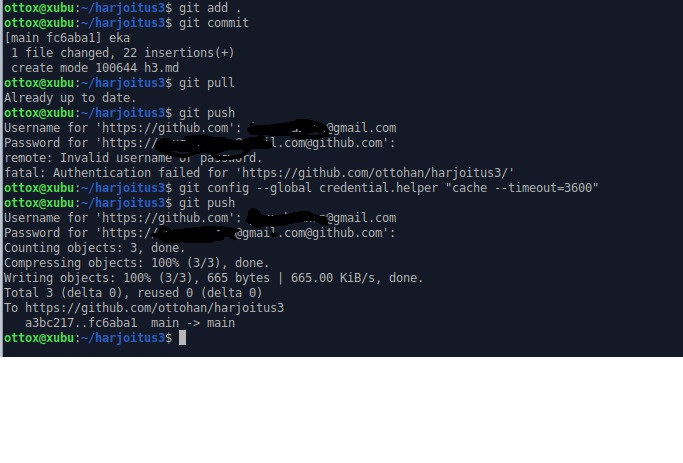 ottox@xubu:~/harjoitus3$ git add .
ottox@xubu:~/harjoitus3$ git commit
[main fc6aba1] eka
 1 file changed, 22 insertions(+)
 create mode 100644 h3.md
ottox@xubu:~/harjoitus3$ git pull
Already up to date.
ottox@xubu:~/harjoitus3$ git push
Username for 'https://github.com': @gmail.com
Password for 'https:// l.com@github.com':
remote: Invalid username or password.
fatal: Authentication failed for 'https://github.com/ottohan/harjoitus3/'
ottox@xubu:~/harjoitus3$ git config --global credential.helper "cache --timeout=3600"
ottox@xubu:~/harjoitus3$ git push
Username for 'https://github.com': @gmail.com
Password for 'https:// @gmail.com@github.com':
Counting objects: 3, done.
Compressing objects: 100% (3/3), done.
Writing objects: 100% (3/3), 665 bytes | 665.00 KiB/s, done.
Total 3 (delta 0), reused 0 (delta 0)
To https://github.com/ottohan/harjoitus3
   a3bc217..fc6aba1  main -> main
ottox@xubu:~/harjoitus3$